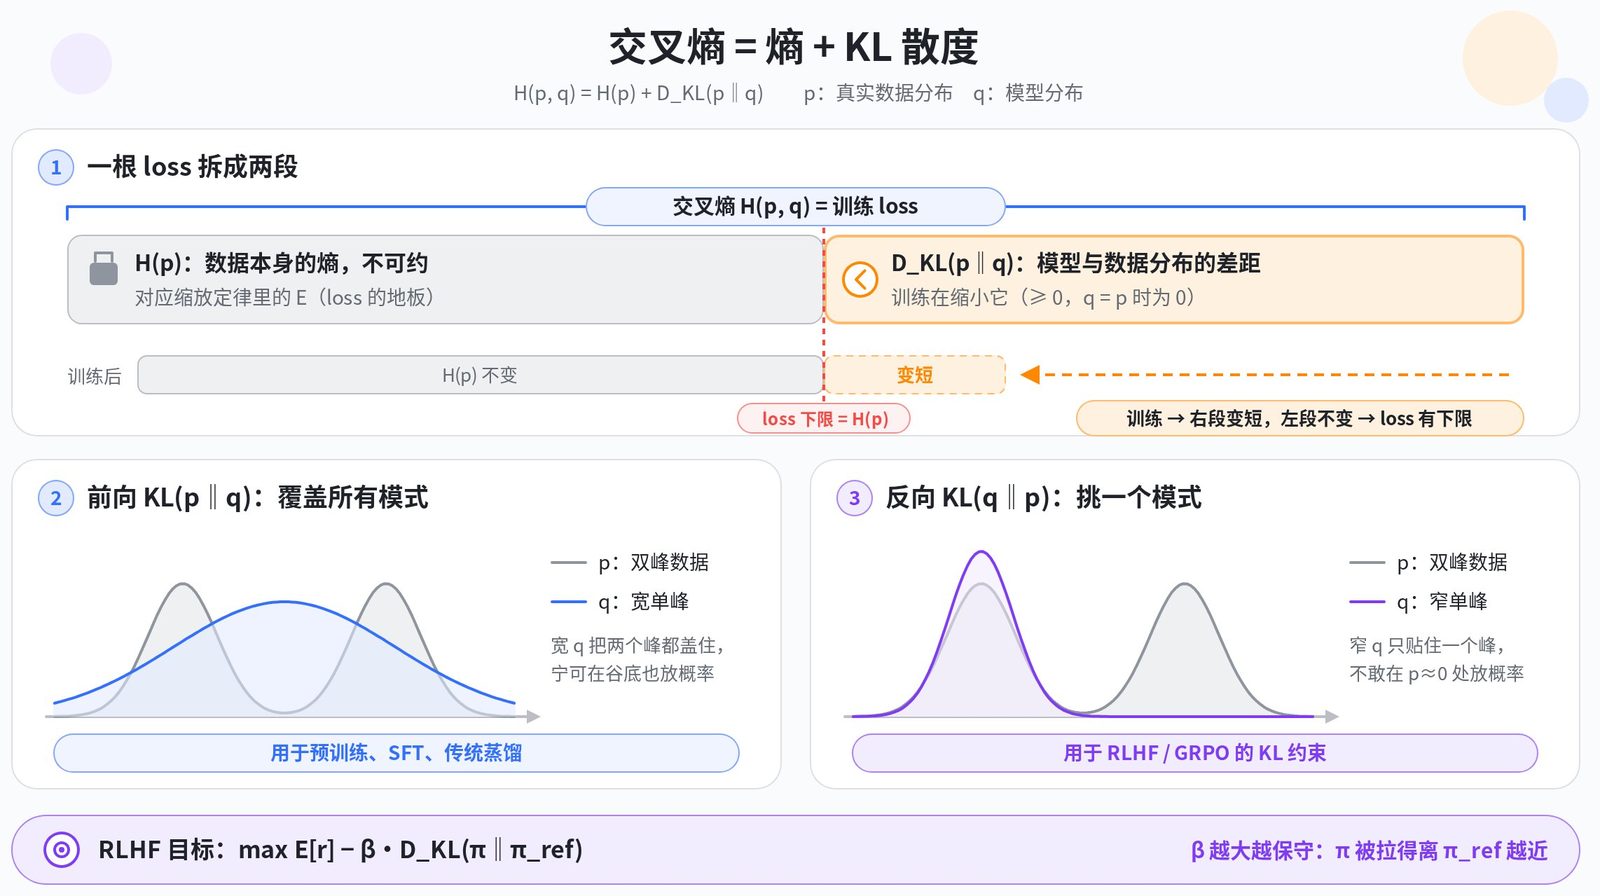 交叉熵 = 熵 + KL 散度
H(p, q) = H(p) + D_KL(p ‖ q)  p：真实数据分布  q：模型分布
1 一根 loss 拆成两段
交叉熵 H(p, q) = 训练 loss
H(p)：数据本身的熵，不可约
对应缩放定律里的 E（loss 的地板）
D_KL(p ‖ q)：模型与数据分布的差距
训练在缩小它（≥ 0，q = p 时为 0）
训练后
H(p) 不变
变短
loss 下限 = H(p)
训练 → 右段变短，左段不变 → loss 有下限
2 前向 KL(p ‖ q)：覆盖所有模式
p：双峰数据
q：宽单峰
宽 q 把两个峰都盖住，
宁可在谷底也放概率
用于预训练、SFT、传统蒸馏
3 反向 KL(q ‖ p)：挑一个模式
p：双峰数据
q：窄单峰
窄 q 只贴住一个峰，
不敢在 p≈0 处放概率
用于 RLHF / GRPO 的 KL 约束
RLHF 目标：max E[r] − β · D_KL(π ‖ π_ref)
β 越大越保守：π 被拉得离 π_ref 越近